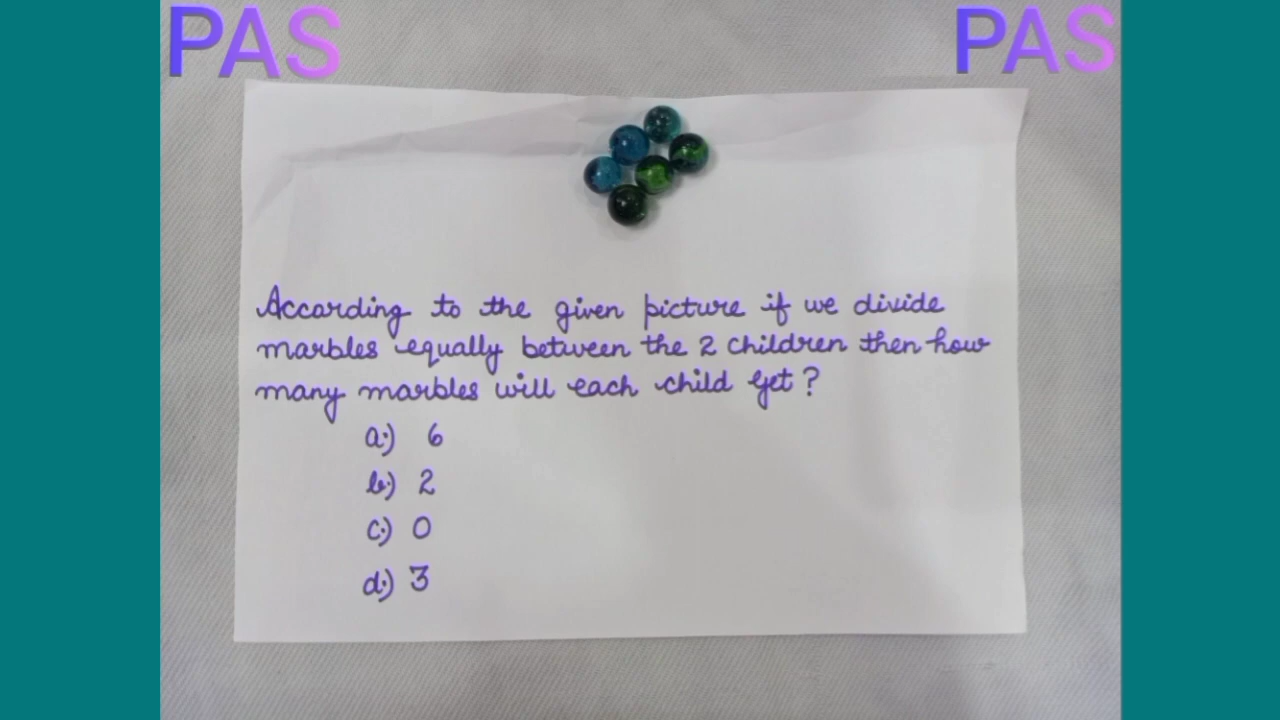 PAS PAS
According to the given picture if we divide
marbles equally between the 2 children then how
many marbles will each child get?
a.) 6
b.) 2
c.) 0
d.) 3